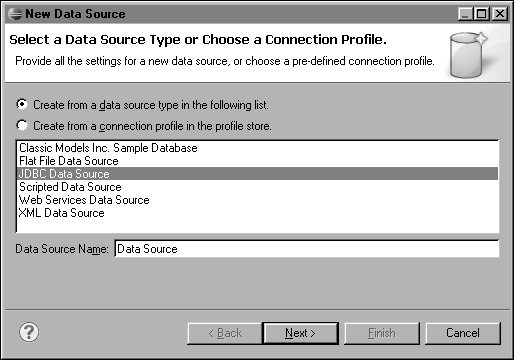 New Data Source
Select a Data Source Type or Choose a Connection Profile.
Provide all the settings for a new data source, or choose a pre-defined connection profile.
Create from a data source type in the following list.
Create from a connection profile in the profile store.
Classic Models Inc. Sample Database
Flat File Data Source
JDBC Data Source
Scripted Data Source
Web Services Data Source
XML Data Source
Data Source Name: Data Source
? < Back Next > Finish Cancel